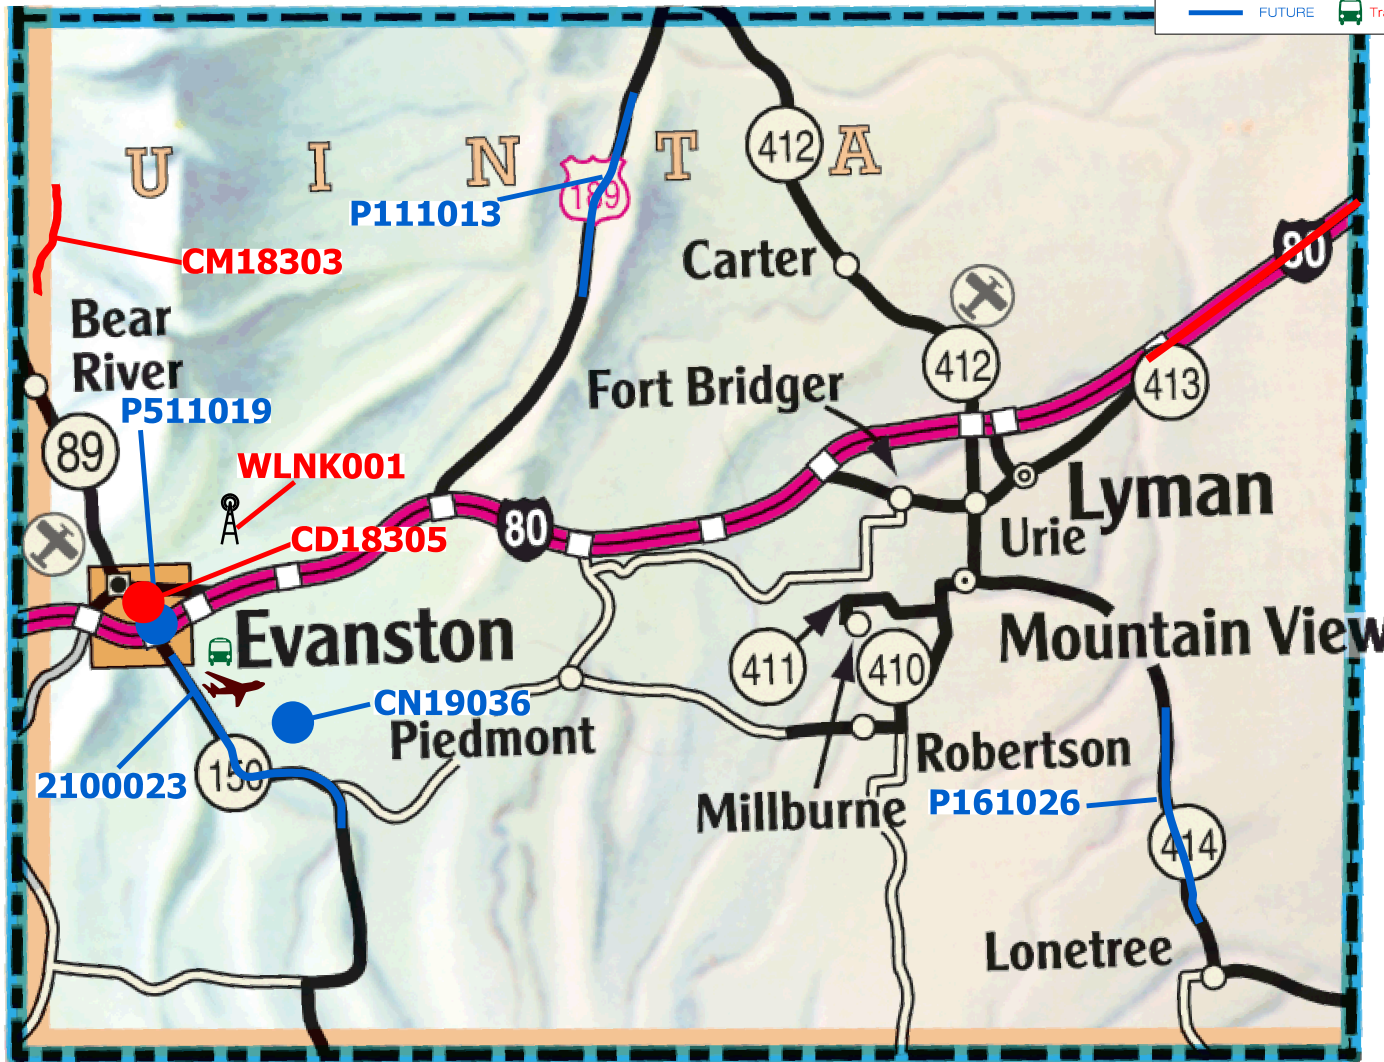 FUTURE Tr
U I N T A
412
189
P111013
Carter
80
CM18303
Bear
River
412
413
Fort Bridger
P511019
89
WLNK001
Lyman
80
CD18305
Urie
Evanston
Mountain View
411
410
CN19036
Piedmont
Robertson
150
2100023
Millburne
P161026
414
Lonetree